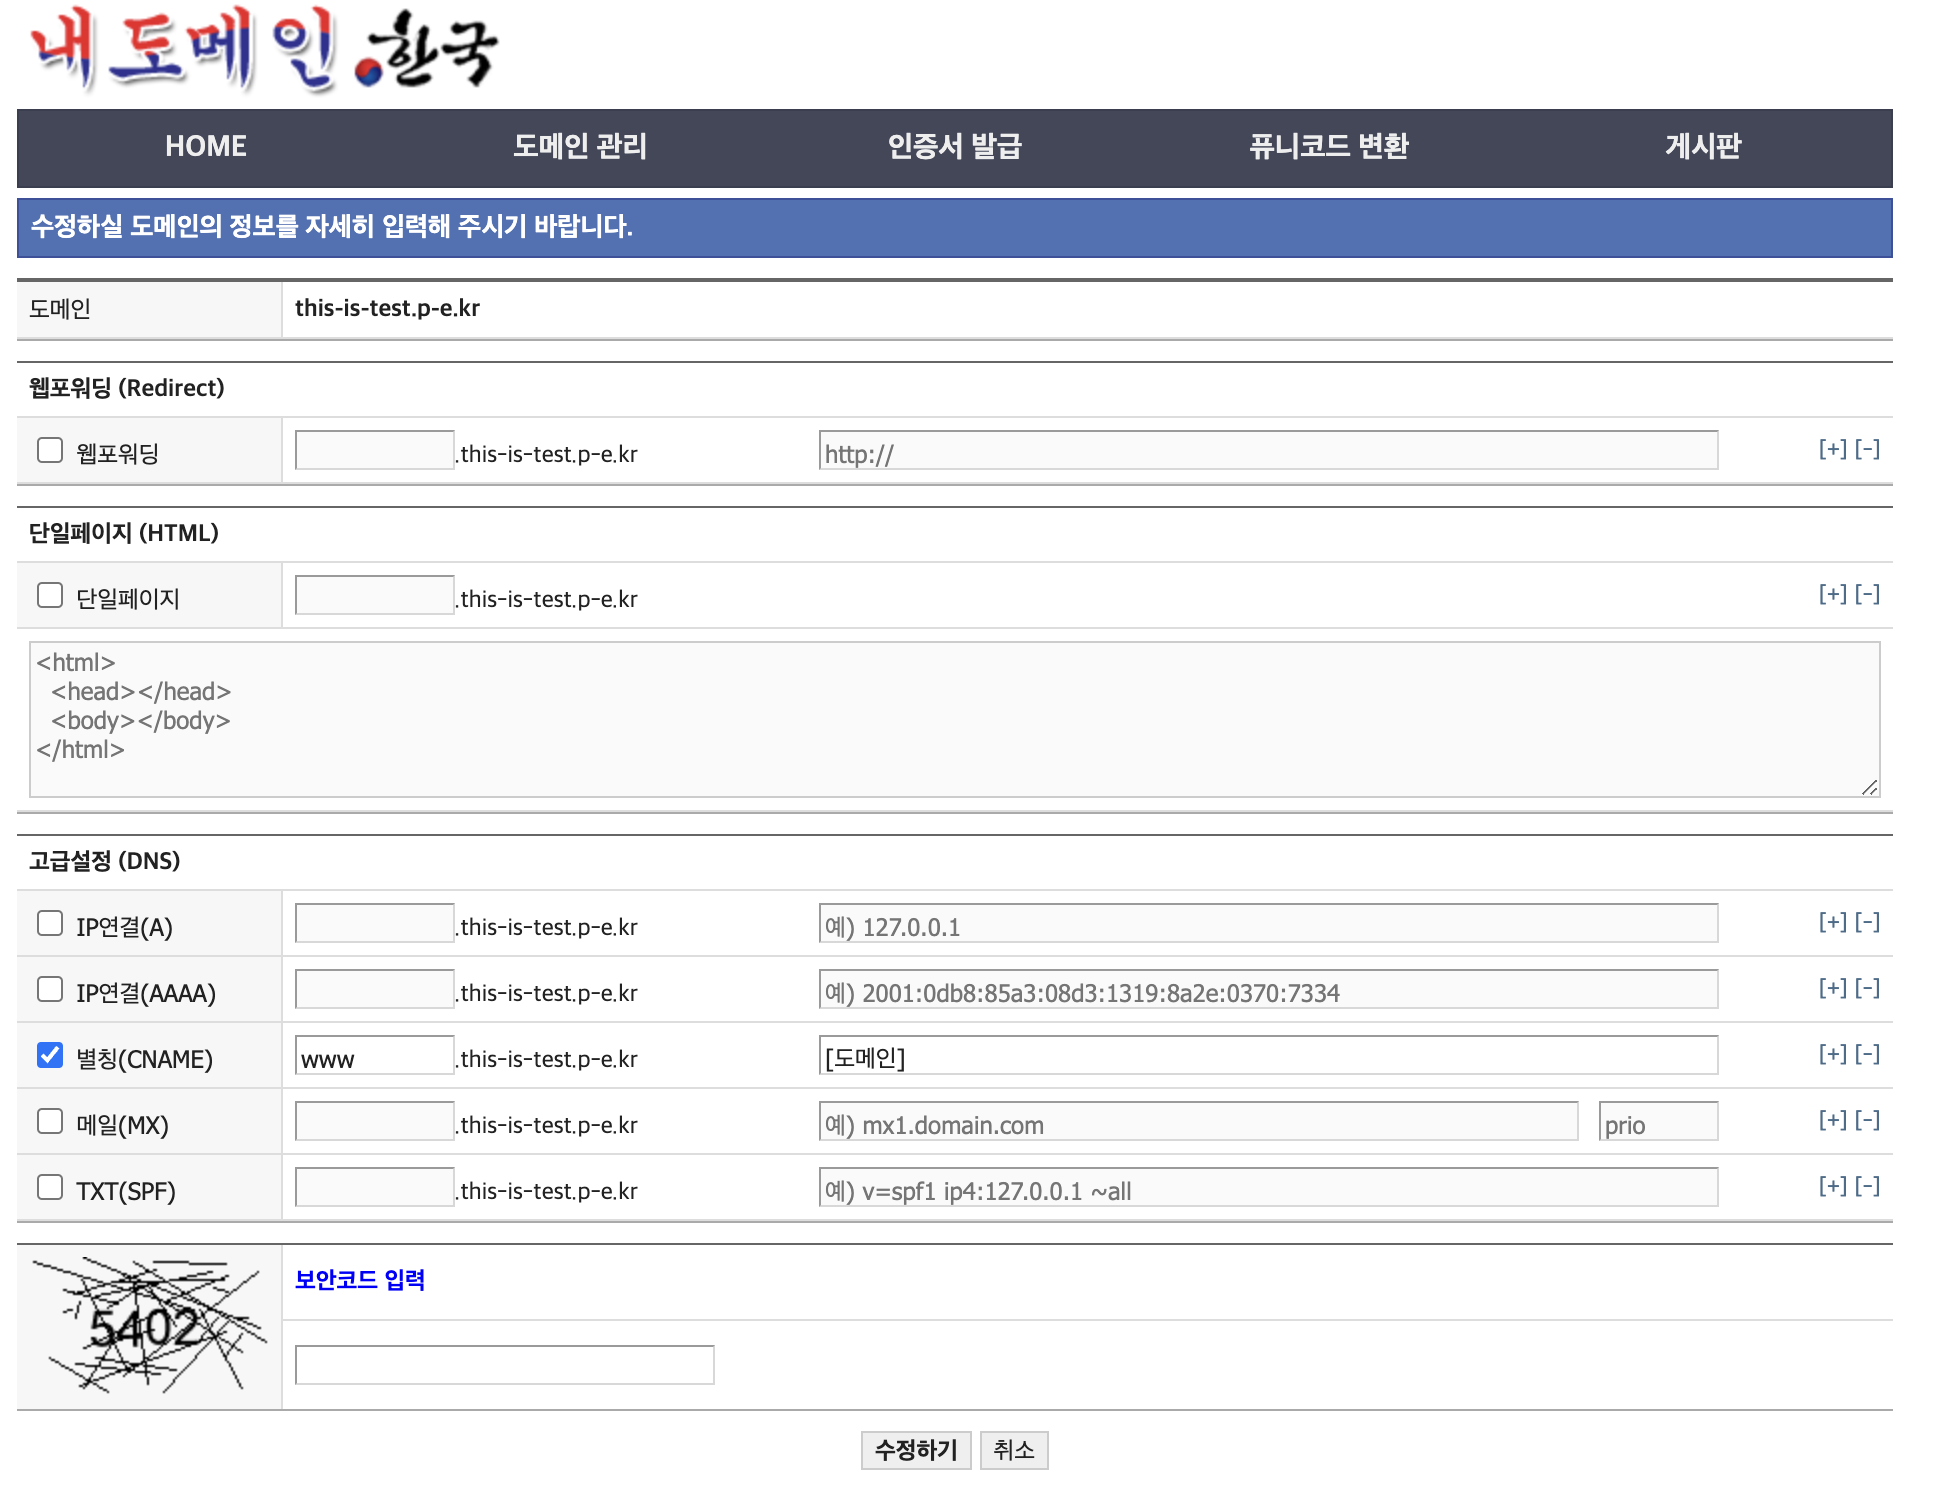 내도메인.한국
HOME 도메인 관리 인증서 발급 퓨니코드 변환 게시판
수정하실 도메인의 정보를 자세히 입력해 주시기 바랍니다.
도메인 this-is-test.p-e.kr
웹포워딩 (Redirect)
웹포워딩 .this-is-test.p-e.kr http:// [+] [-]
단일페이지 (HTML)
단일페이지 .this-is-test.p-e.kr [+] [-]
<html>
<head></head>
<body></body>
</html>
고급설정 (DNS)
IP연결(A) .this-is-test.p-e.kr 예) 127.0.0.1 [+] [-]
IP연결(AAAA) .this-is-test.p-e.kr 예) 2001:0db8:85a3:08d3:1319:8a2e:0370:7334 [+] [-]
별칭(CNAME) www .this-is-test.p-e.kr [도메인] [+] [-]
메일(MX) .this-is-test.p-e.kr 예) mx1.domain.com prio [+] [-]
TXT(SPF) .this-is-test.p-e.kr 예) v=spf1 ip4:127.0.0.1 ~all [+] [-]
보안코드 입력
5402
수정하기 취소